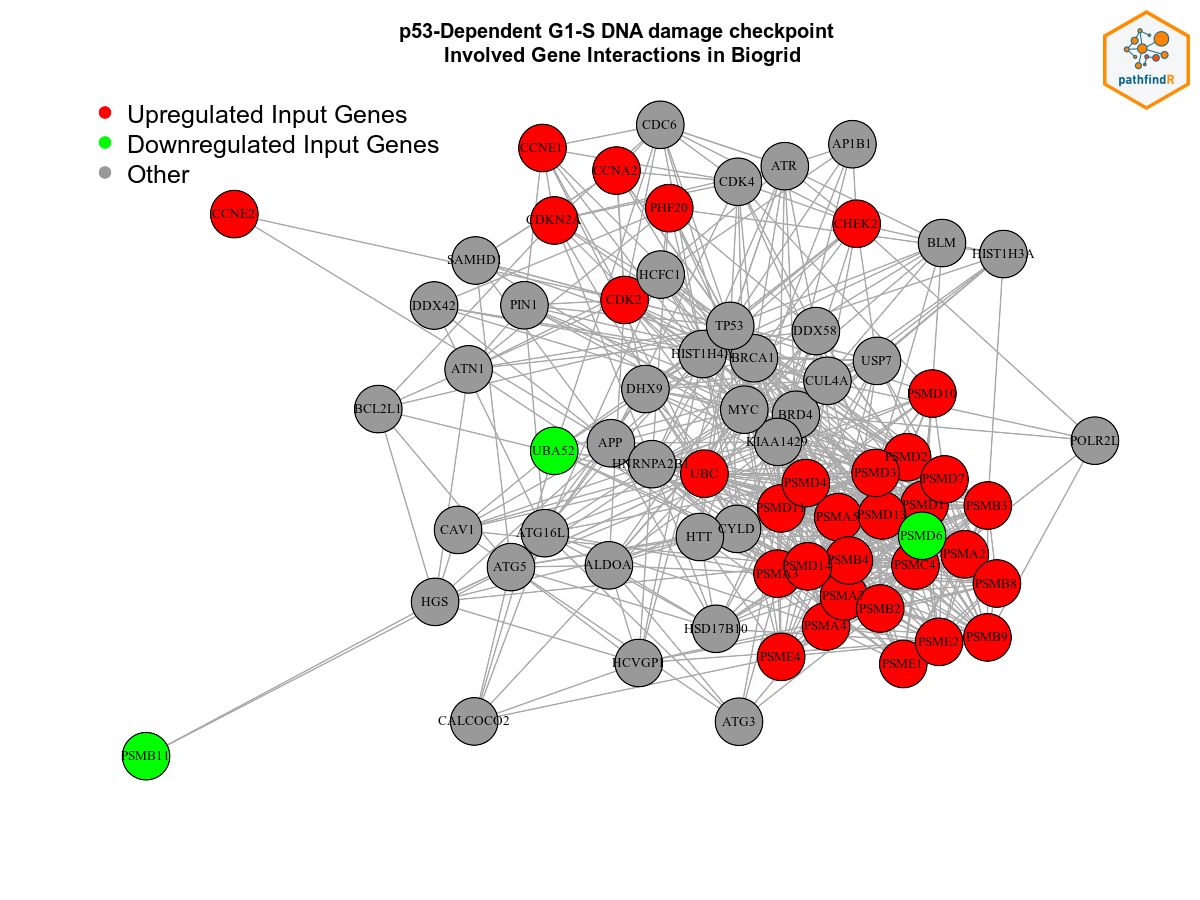 p53-Dependent G1-S DNA damage checkpoint
Involved Gene Interactions in Biogrid
pathfindR
Upregulated Input Genes
Downregulated Input Genes
Other
CDC6
CCNE1
AP1B1
ATR
CCNA2
CDK4
PHF20
CCNE2
CDKN2A
CHEK2
BLM
HIST1H3A
SAMHD1
HCFC1
CDK2
DDX42
PIN1
TP53
DDX58
HIST1H4A
BRCA1
USP7
ATN1
CUL4A
DHX9
PSMD10
BCL2L1
MYC
BRD4
KIAA1429
POLR2L
APP
UBA52
PSMD2
HNRNPA2B1
UBC
PSMD3
PSMD7
PSMD4
PSMD1
PSMB3
PSMD11
PSMA5
PSMD13
CAV1
ATG16L
CYLD
HTT
PSMD6
PSMA2
PSMB4
ALDOA
ATG5
PSMD14
PSMC4
PSMA3
PSMB8
HGS
PSMB2
PSMA4
HSD17B10
PSMB9
PSME2
PSME4
HCVGP1
PSME1
CALCOCO2
ATG3
PSMB11